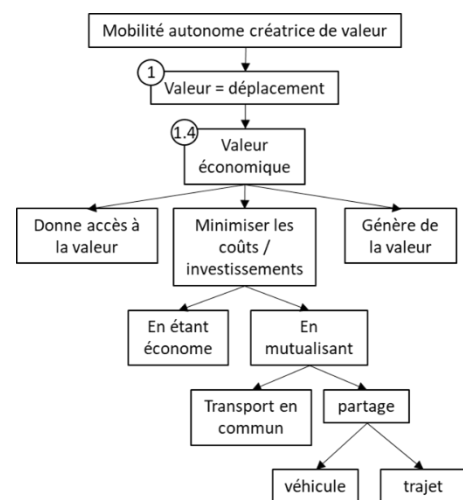 Mobilité autonome créatrice de valeur
1
Valeur = déplacement
1.4
Valeur
économique
Donne accès à
la valeur
Minimiser les
coûts /
investissements
Génère de
la valeur
En étant
économe
En
mutualisant
Transport en
commun
partage
véhicule
trajet